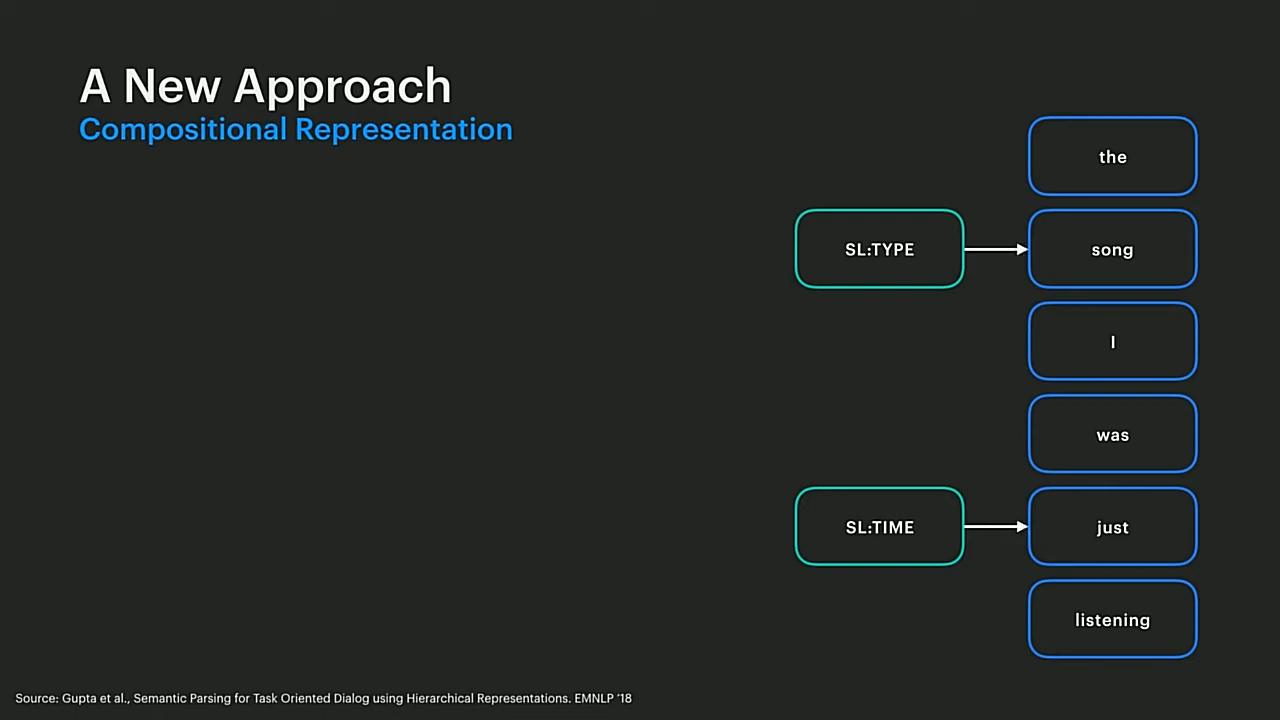 A New Approach
Compositional Representation
the
SL:TYPE
song
I
was
SL:TIME
just
listening
Source: Gupta et al., Semantic Parsing for Task Oriented Dialog using Hierarchical Representations. EMNLP '18